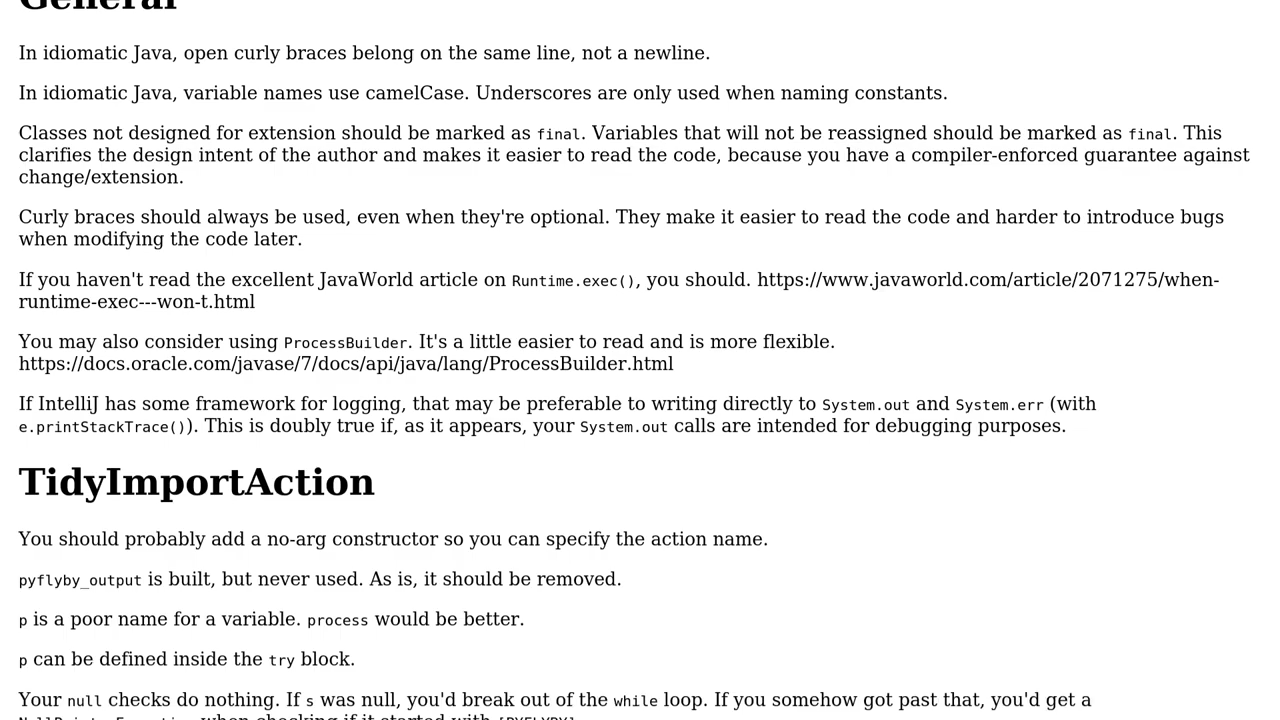 General
In idiomatic Java, open curly braces belong on the same line, not a newline.
In idiomatic Java, variable names use camelCase. Underscores are only used when naming constants.
Classes not designed for extension should be marked as final. Variables that will not be reassigned should be marked as final. This
clarifies the design intent of the author and makes it easier to read the code, because you have a compiler-enforced guarantee against
change/extension.
Curly braces should always be used, even when they're optional. They make it easier to read the code and harder to introduce bugs
when modifying the code later.
If you haven't read the excellent JavaWorld article on Runtime.exec(), you should. https://www.javaworld.com/article/2071275/when-
runtime-exec---won-t.html
You may also consider using ProcessBuilder. It's a little easier to read and is more flexible.
https://docs.oracle.com/javase/7/docs/api/java/lang/ProcessBuilder.html
If IntelliJ has some framework for logging, that may be preferable to writing directly to System.out and System.err (with
e.printStackTrace()). This is doubly true if, as it appears, your System.out calls are intended for debugging purposes.
TidyImportAction
You should probably add a no-arg constructor so you can specify the action name.
pyflyby_output is built, but never used. As is, it should be removed.
p is a poor name for a variable. process would be better.
p can be defined inside the try block.
Your null checks do nothing. If s was null, you'd break out of the while loop. If you somehow got past that, you'd get a
NullPointerException when checking if it started with [PYFLYBY]